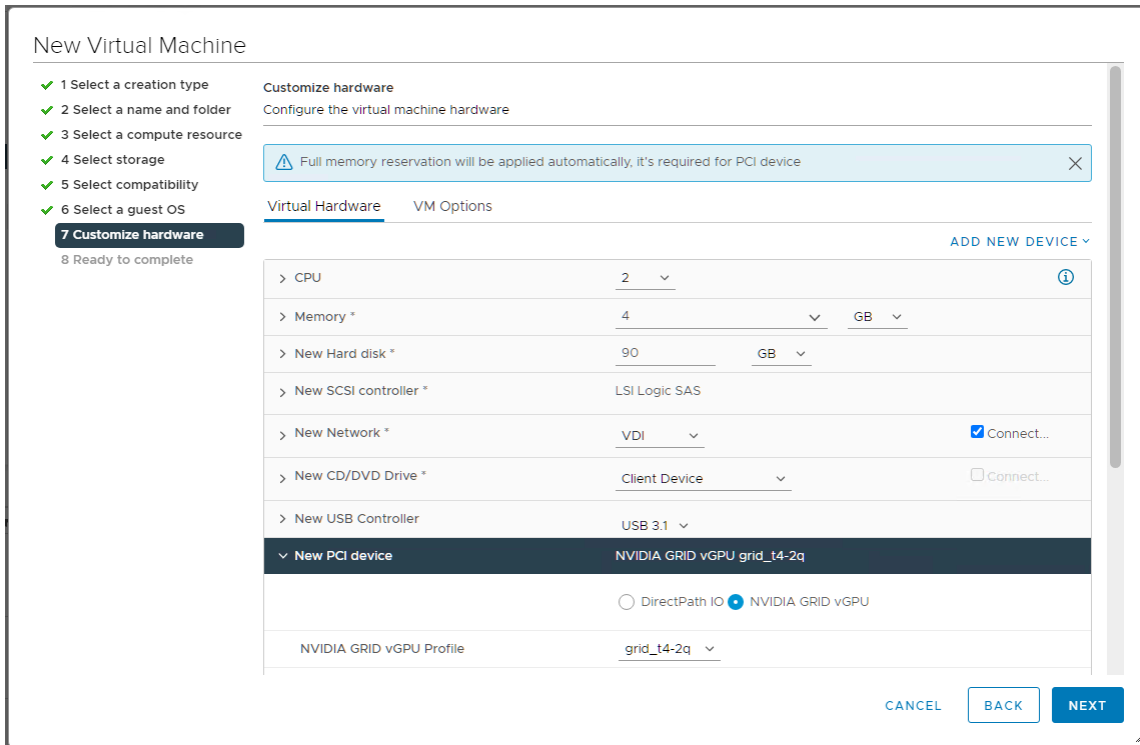 New Virtual Machine
1 Select a creation type
2 Select a name and folder
3 Select a compute resource
4 Select storage
5 Select compatibility
6 Select a guest OS
7 Customize hardware
8 Ready to complete
Customize hardware
Configure the virtual machine hardware
Full memory reservation will be applied automatically, it's required for PCI device
Virtual Hardware VM Options
ADD NEW DEVICE
CPU 2
Memory * 4 GB
New Hard disk * 90 GB
New SCSI controller * LSI Logic SAS
New Network * VDI Connect...
New CD/DVD Drive * Client Device Connect...
New USB Controller USB 3.1
New PCI device NVIDIA GRID vGPU grid_t4-2q
DirectPath IO NVIDIA GRID vGPU
NVIDIA GRID vGPU Profile grid_t4-2q
CANCEL BACK NEXT